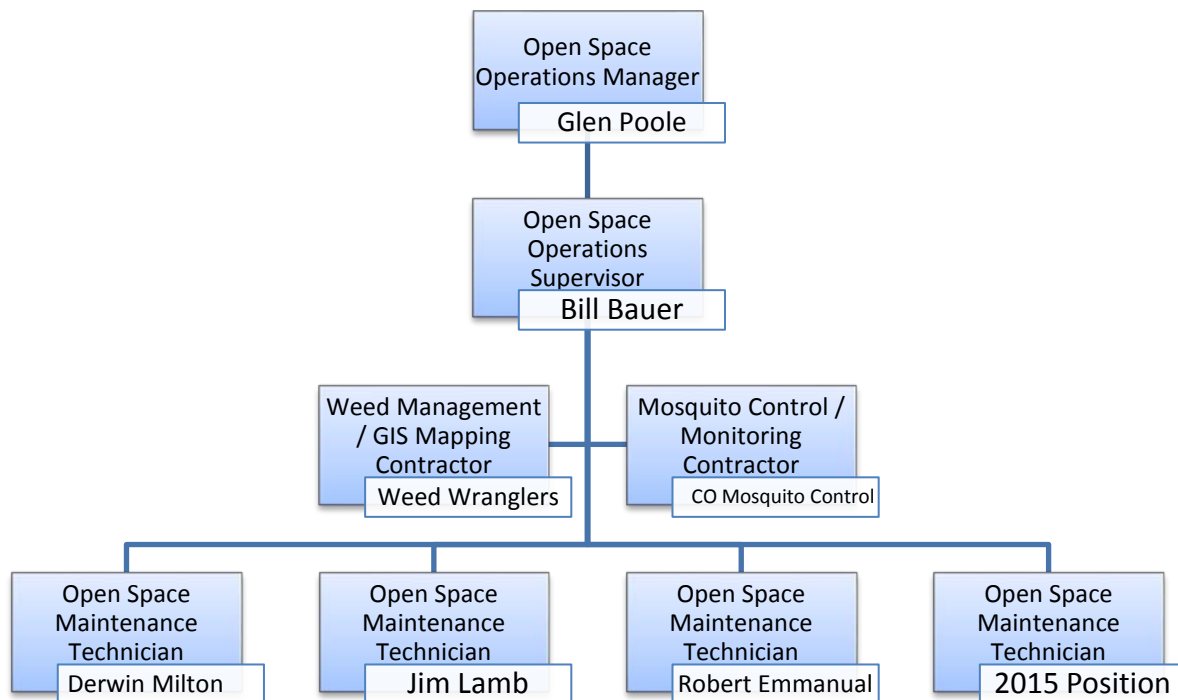 Open Space
Operations Manager
Glen Poole
Open Space
Operations
Supervisor
Bill Bauer
Weed Management
/ GIS Mapping
Contractor
Weed Wranglers
Mosquito Control /
Monitoring
Contractor
CO Mosquito Control
Open Space
Maintenance
Technician
Derwin Milton
Open Space
Maintenance
Technician
Jim Lamb
Open Space
Maintenance
Technician
Robert Emmanual
Open Space
Maintenance
Technician
2015 Position